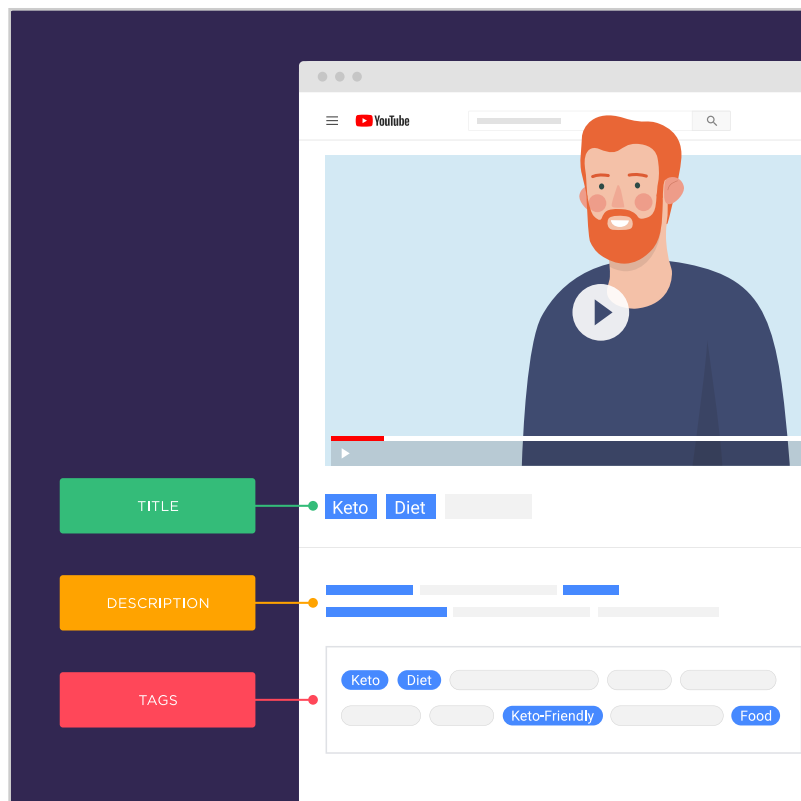 YouTube
TITLE
Keto Diet
DESCRIPTION
TAGS
Keto Diet
Keto-Friendly Food